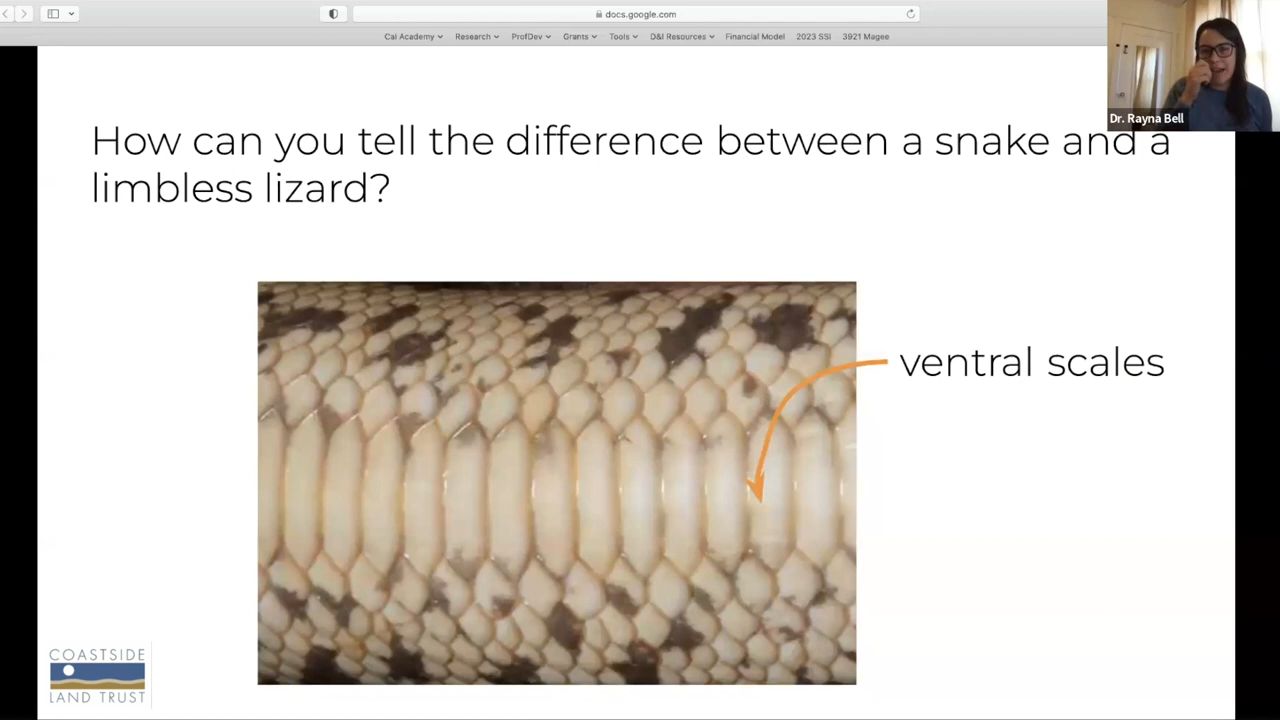 docs.google.com
Cal Academy Research ProfDev Grants Tools D&I Resources Financial Model 2023 SSI 3921 Magee
Dr. Rayna Bell
How can you tell the difference between a snake and a
limbless lizard?
ventral scales
COASTSIDE
LAND TRUST